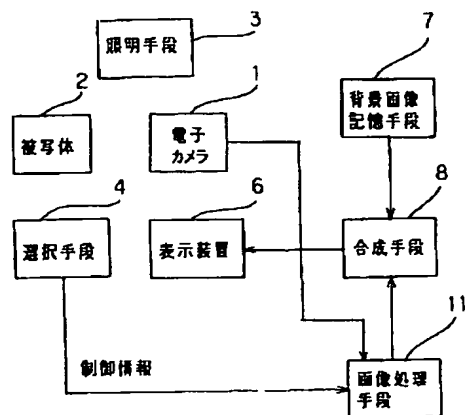 3
照明手段
7
1
2
背景画像
記憶手段
電子
カメラ
被写体
4
6
8
選択手段
表示装置
合成手段
11
制御情報
画像処理
手段